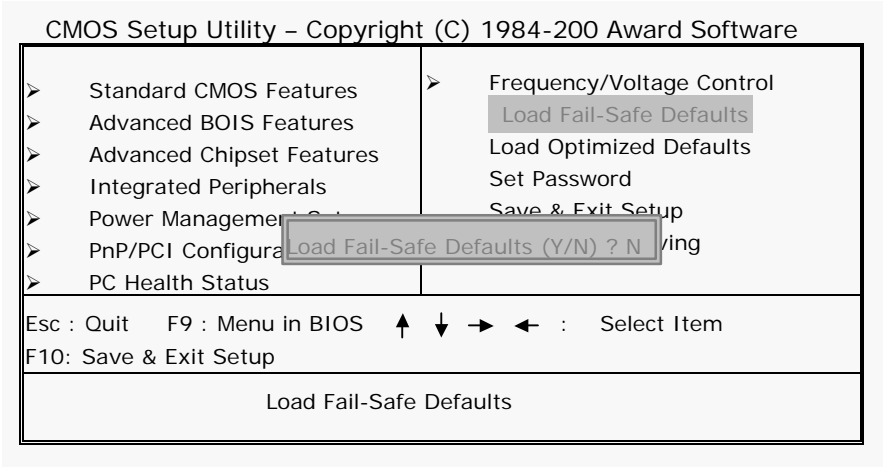 CMOS Setup Utility – Copyright (C) 1984-200 Award Software
➢ Standard CMOS Features
➢ Advanced BOIS Features
➢ Advanced Chipset Features
➢ Integrated Peripherals
➢ Power Management
➢ PnP/PCI
➢ PC Health Status
➢ Frequency/Voltage Control
Load Fail-Safe Defaults
Load Optimized Defaults
Set Password
Save & Exit Setup
Load Fail-Safe Defaults (Y/N) ? N
Esc : Quit F9 : Menu in BIOS ↑ ↓ → ← : Select Item
F10: Save & Exit Setup
Load Fail-Safe Defaults